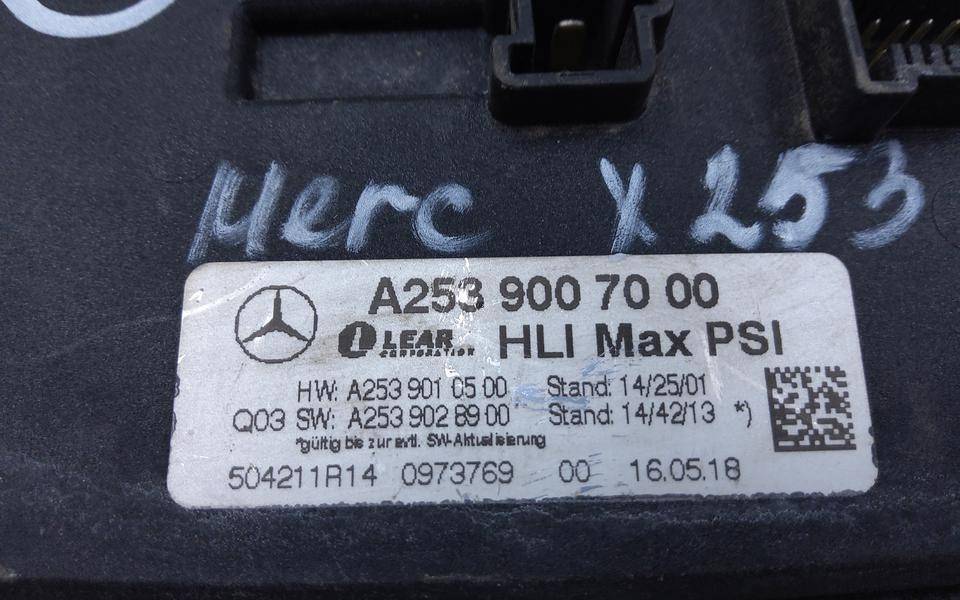 Merc X253
A253 900 70 00
LEAR CORPORATION HLI Max PSI
HW: A253 901 05 00 Stand: 14/25/01
Q03 SW: A253 902 89 00 Stand: 14/42/13 *)
*gültig bis zur evtl. SW-Aktualisierung
504211R14 0973769 00 16.05.18